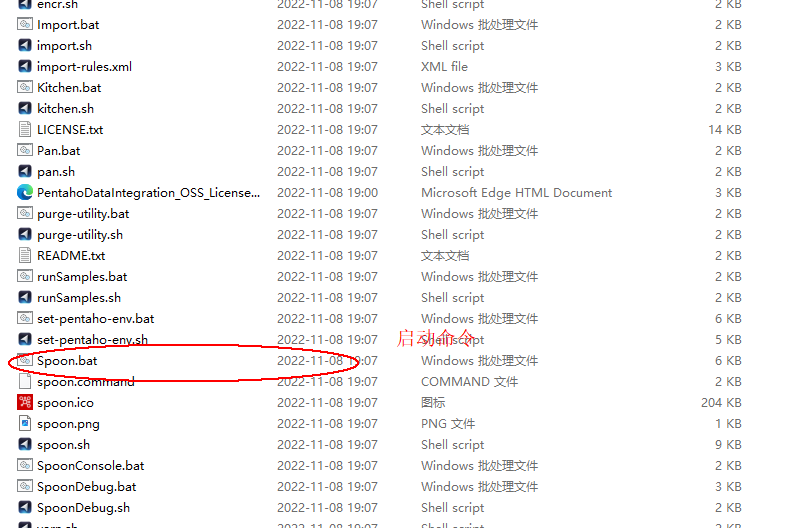 encr.sh 2022-11-08 19:07 Shell script 2 KB
Import.bat 2022-11-08 19:07 Windows 批处理文件 2 KB
import.sh 2022-11-08 19:07 Shell script 2 KB
import-rules.xml 2022-11-08 19:07 XML file 3 KB
Kitchen.bat 2022-11-08 19:07 Windows 批处理文件 2 KB
kitchen.sh 2022-11-08 19:07 Shell script 2 KB
LICENSE.txt 2022-11-08 19:07 文本文档 14 KB
Pan.bat 2022-11-08 19:07 Windows 批处理文件 2 KB
pan.sh 2022-11-08 19:07 Shell script 2 KB
PentahoDataIntegration_OSS_License... 2022-11-08 19:00 Microsoft Edge HTML Document 3 KB
purge-utility.bat 2022-11-08 19:07 Windows 批处理文件 2 KB
purge-utility.sh 2022-11-08 19:07 Shell script 2 KB
README.txt 2022-11-08 19:07 文本文档 2 KB
runSamples.bat 2022-11-08 19:07 Windows 批处理文件 2 KB
runSamples.sh 2022-11-08 19:07 Shell script 2 KB
set-pentaho-env.bat 2022-11-08 19:07 Windows 批处理文件 6 KB
set-pentaho-env.sh 2022-11-08 19:07 Shell script 5 KB
启动命令
Spoon.bat 2022-11-08 19:07 Windows 批处理文件 6 KB
spoon.command 2022-11-08 19:07 COMMAND 文件 2 KB
spoon.ico 2022-11-08 19:07 图标 204 KB
spoon.png 2022-11-08 19:07 PNG 文件 1 KB
spoon.sh 2022-11-08 19:07 Shell script 9 KB
SpoonConsole.bat 2022-11-08 19:07 Windows 批处理文件 2 KB
SpoonDebug.bat 2022-11-08 19:07 Windows 批处理文件 3 KB
SpoonDebug.sh 2022-11-08 19:07 Shell script 2 KB